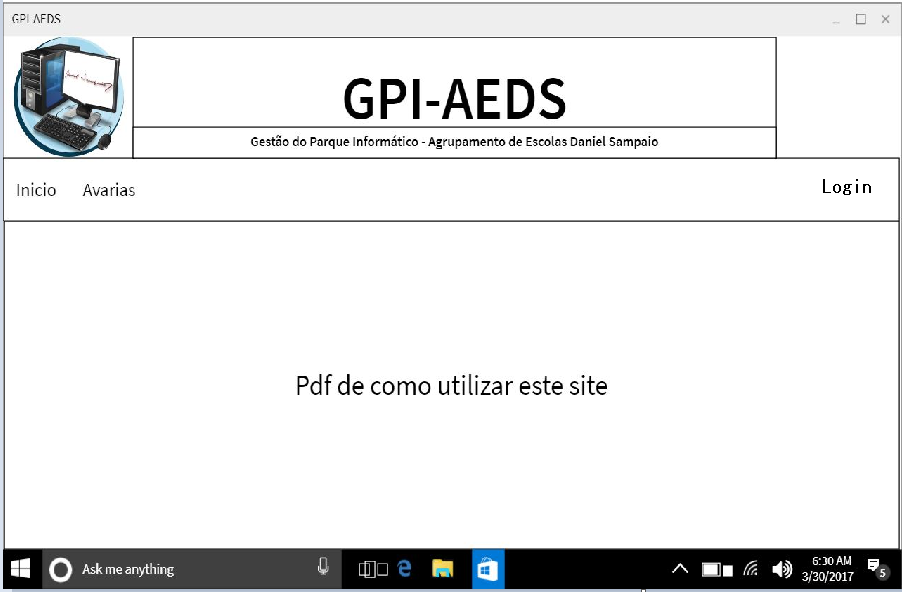 GPI-AEDS
GPI-AEDS
Gestão do Parque Informático - Agrupamento de Escolas Daniel Sampaio
Inicio Avarias Login
Pdf de como utilizar este site
Ask me anything
6:30 AM
3/30/2017
5